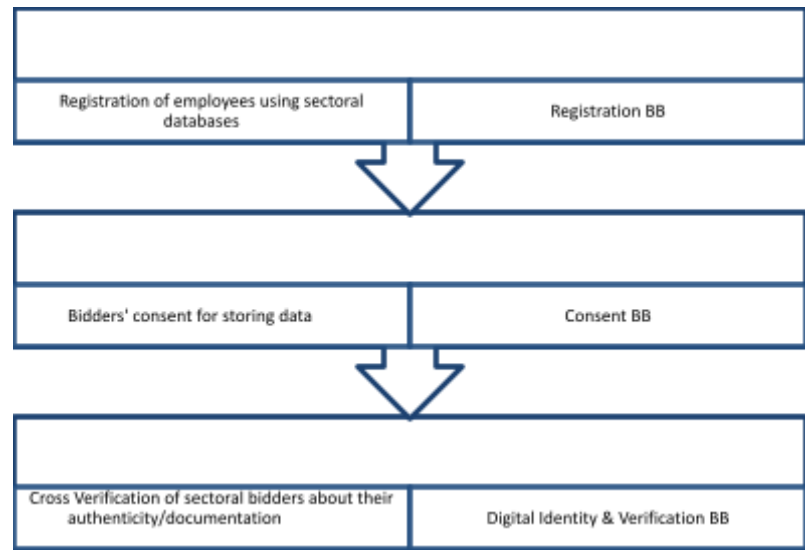 Registration of employees using sectoral
databases
Registration BB
Bidders' consent for storing data
Consent BB
Cross Verification of sectoral bidders about their
authenticity/documentation
Digital Identity & Verification BB